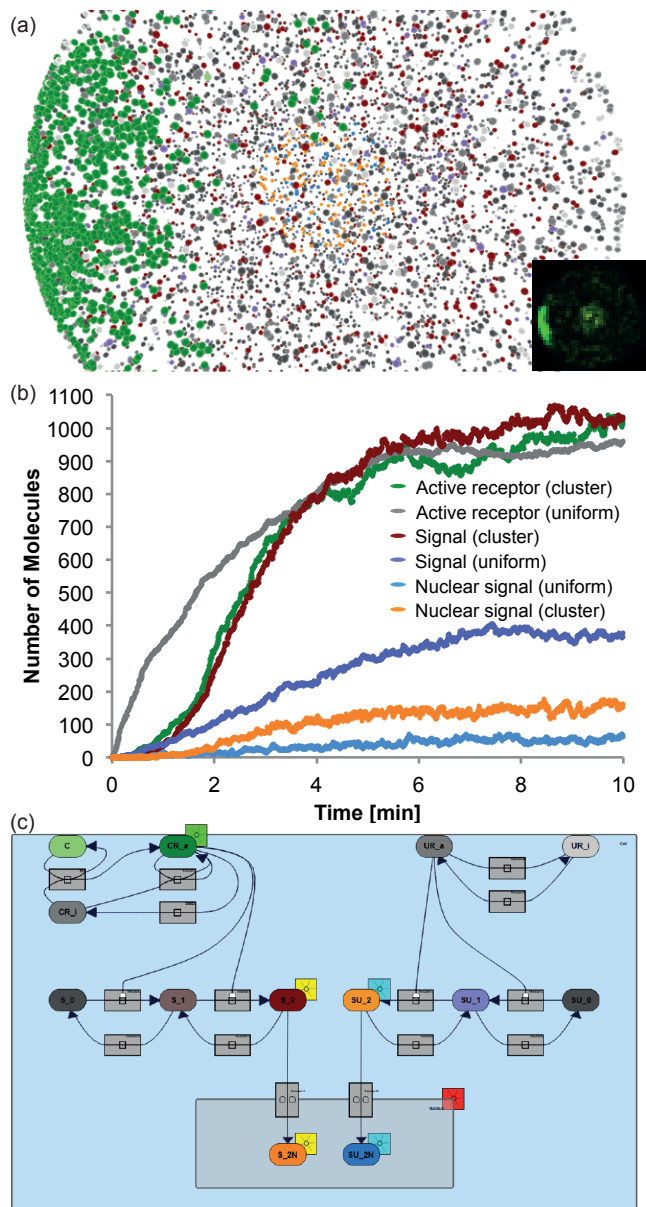 (a)
(b)
1100
1000
900
800
700
600
500
400
300
200
100
0
Number of Molecules
Active receptor (cluster)
Active receptor (uniform)
Signal (cluster)
Signal (uniform)
Nuclear signal (uniform)
Nuclear signal (cluster)
0 2 4 6 8 10
Time [min]
(c)
C CR_a UR_a UR_i
Cell
CR_i
S_0 S_1 S_2 SU_2 SU_1 SU_0
S_2N SU_2N